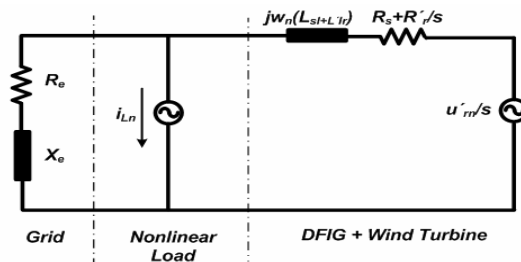 jwn(Lsl+L´lr)
Rs+R´r/s
Re
iLn
u´rn/s
Xe
Grid
Nonlinear
Load
DFIG + Wind Turbine